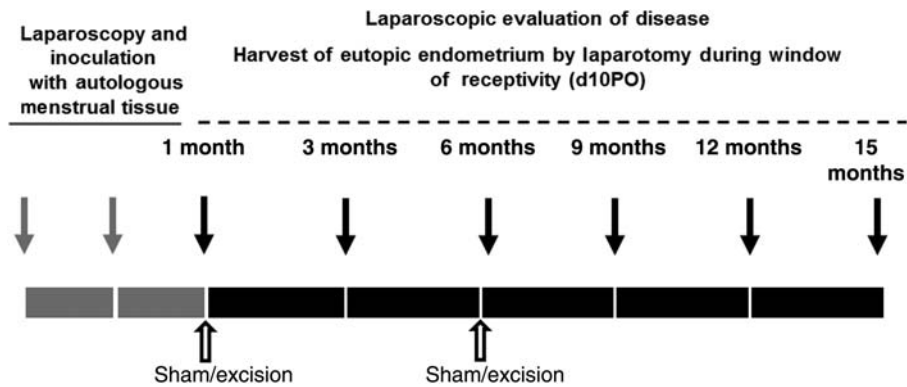 Laparoscopy and
inoculation
with autologous
menstrual tissue
Laparoscopic evaluation of disease
Harvest of eutopic endometrium by laparotomy during window
of receptivity (d10PO)
1 month
3 months
6 months
9 months
12 months
15
months
Sham/excision
Sham/excision